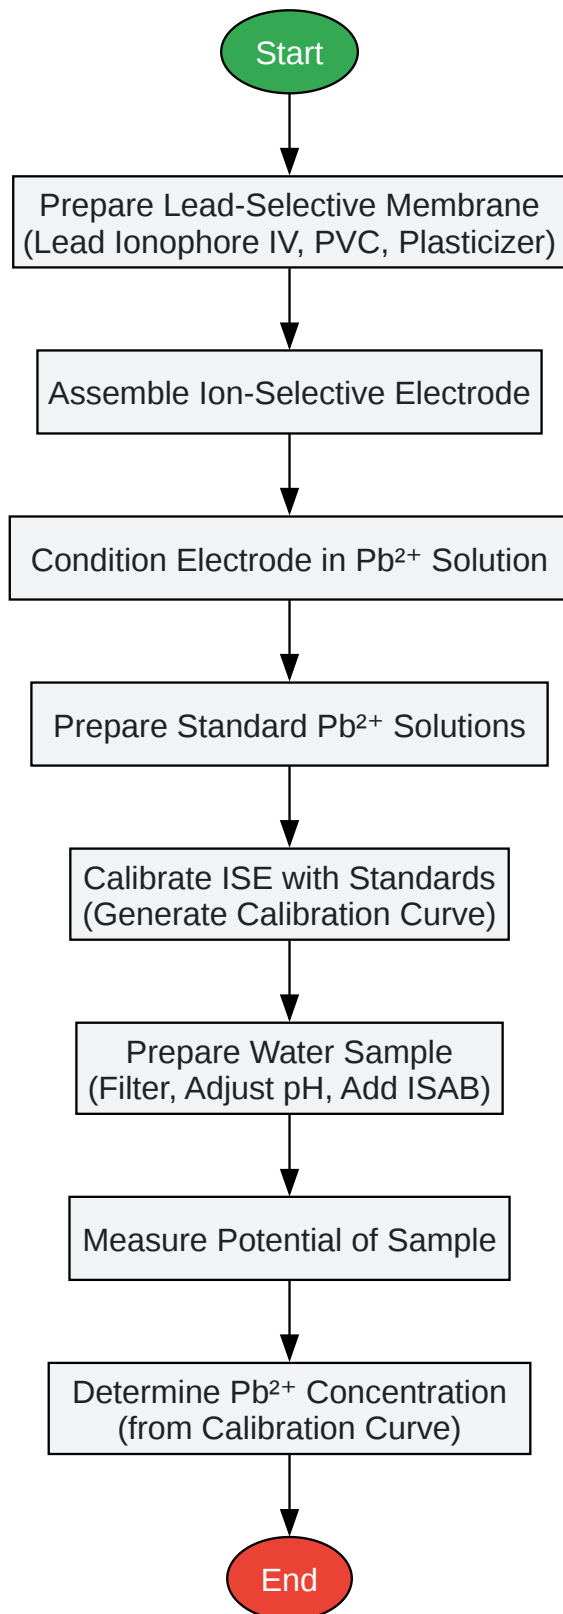 Start
Prepare Lead-Selective Membrane
(Lead Ionophore IV, PVC, Plasticizer)
Assemble Ion-Selective Electrode
Condition Electrode in Pb²⁺ Solution
Prepare Standard Pb²⁺ Solutions
Calibrate ISE with Standards
(Generate Calibration Curve)
Prepare Water Sample
(Filter, Adjust pH, Add ISAB)
Measure Potential of Sample
Determine Pb²⁺ Concentration
(from Calibration Curve)
End